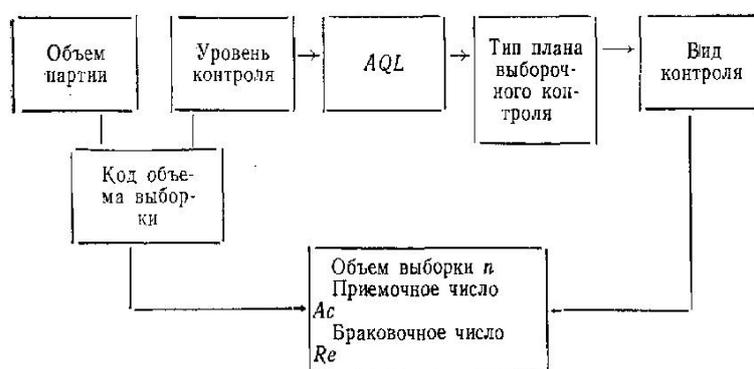 Объем
партии
Уровень
контроля
AQL
Тип плана
выбороч-
ного кон-
троля
Вид
контроля
Код объе-
ма выбор-
ки
Объем выборки n
Приемочное число
Ac
Браковочное число
Re